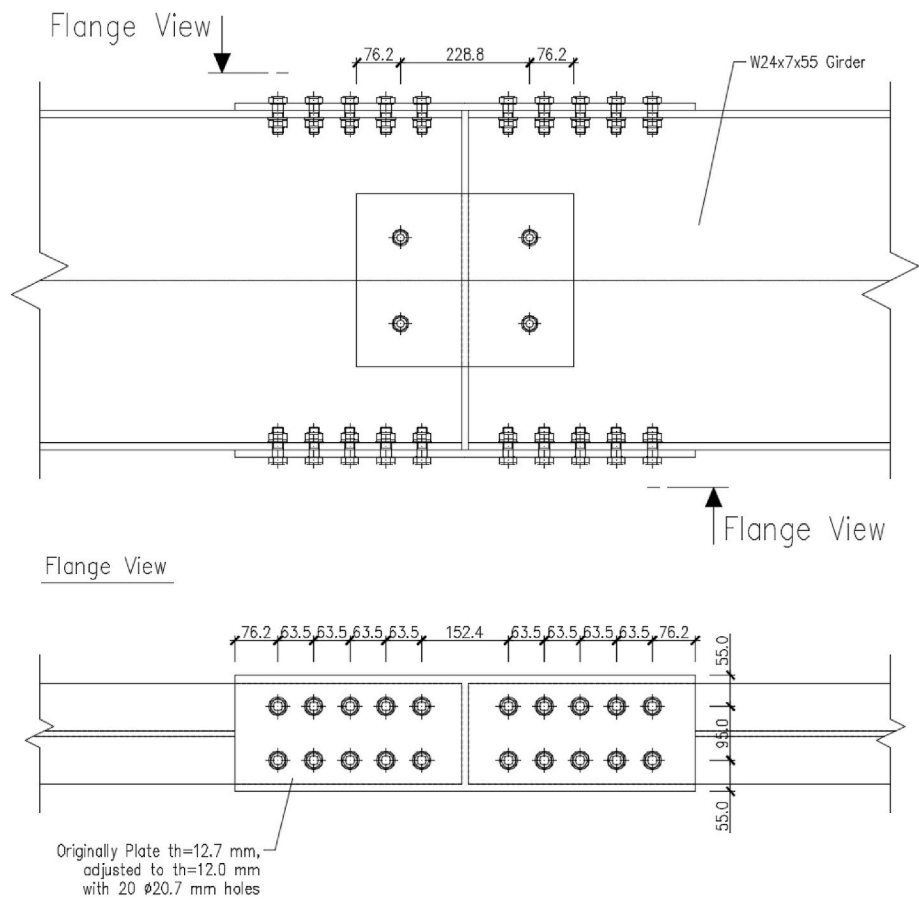 Flange View
76.2 228.8 76.2
W24x7x55 Girder
Flange View
Flange View
76.2 63.5 63.5 63.5 63.5 152.4 63.5 63.5 63.5 63.5 76.2
55.0
95.0
55.0
Originally Plate th=12.7 mm,
adjusted to th=12.0 mm
with 20 ø20.7 mm holes